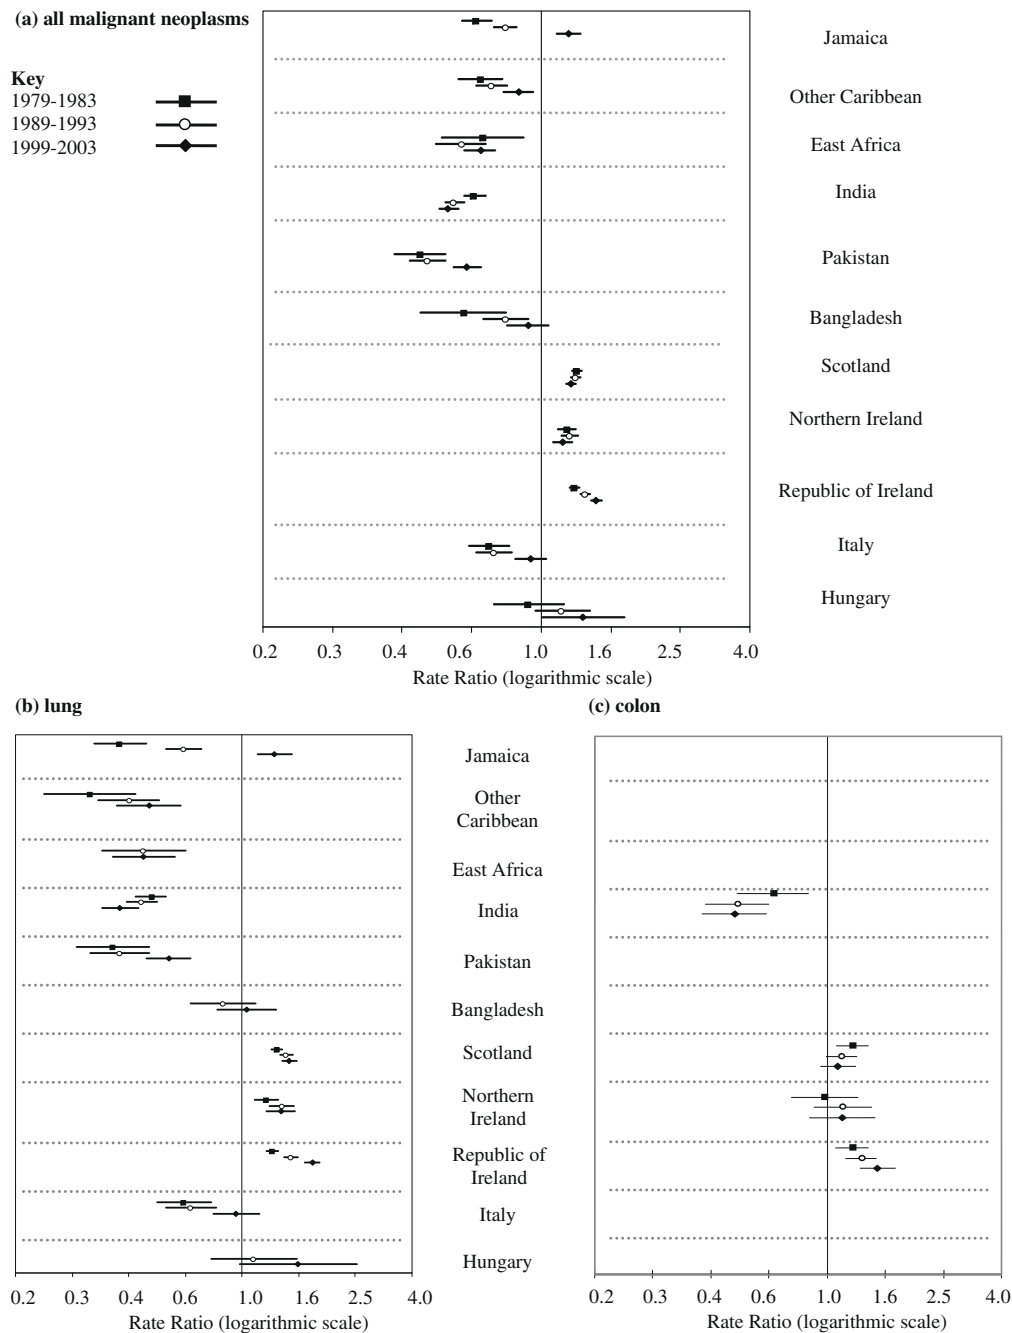 (a) all malignant neoplasms
Key
1979-1983
1989-1993
1999-2003
Jamaica
Other Caribbean
East Africa
India
Pakistan
Bangladesh
Scotland
Northern Ireland
Republic of Ireland
Italy
Hungary
0.2 0.3 0.4 0.6 1.0 1.6 2.5 4.0
Rate Ratio (logarithmic scale)
(b) lung
Jamaica
Other
Caribbean
East Africa
India
Pakistan
Bangladesh
Scotland
Northern
Ireland
Republic of
Ireland
Italy
Hungary
0.2 0.3 0.4 0.6 1.0 1.6 2.5 4.0
Rate Ratio (logarithmic scale)
(c) colon
0.2 0.3 0.4 0.6 1.0 1.6 2.5 4.0
Rate Ratio (logarithmic scale)